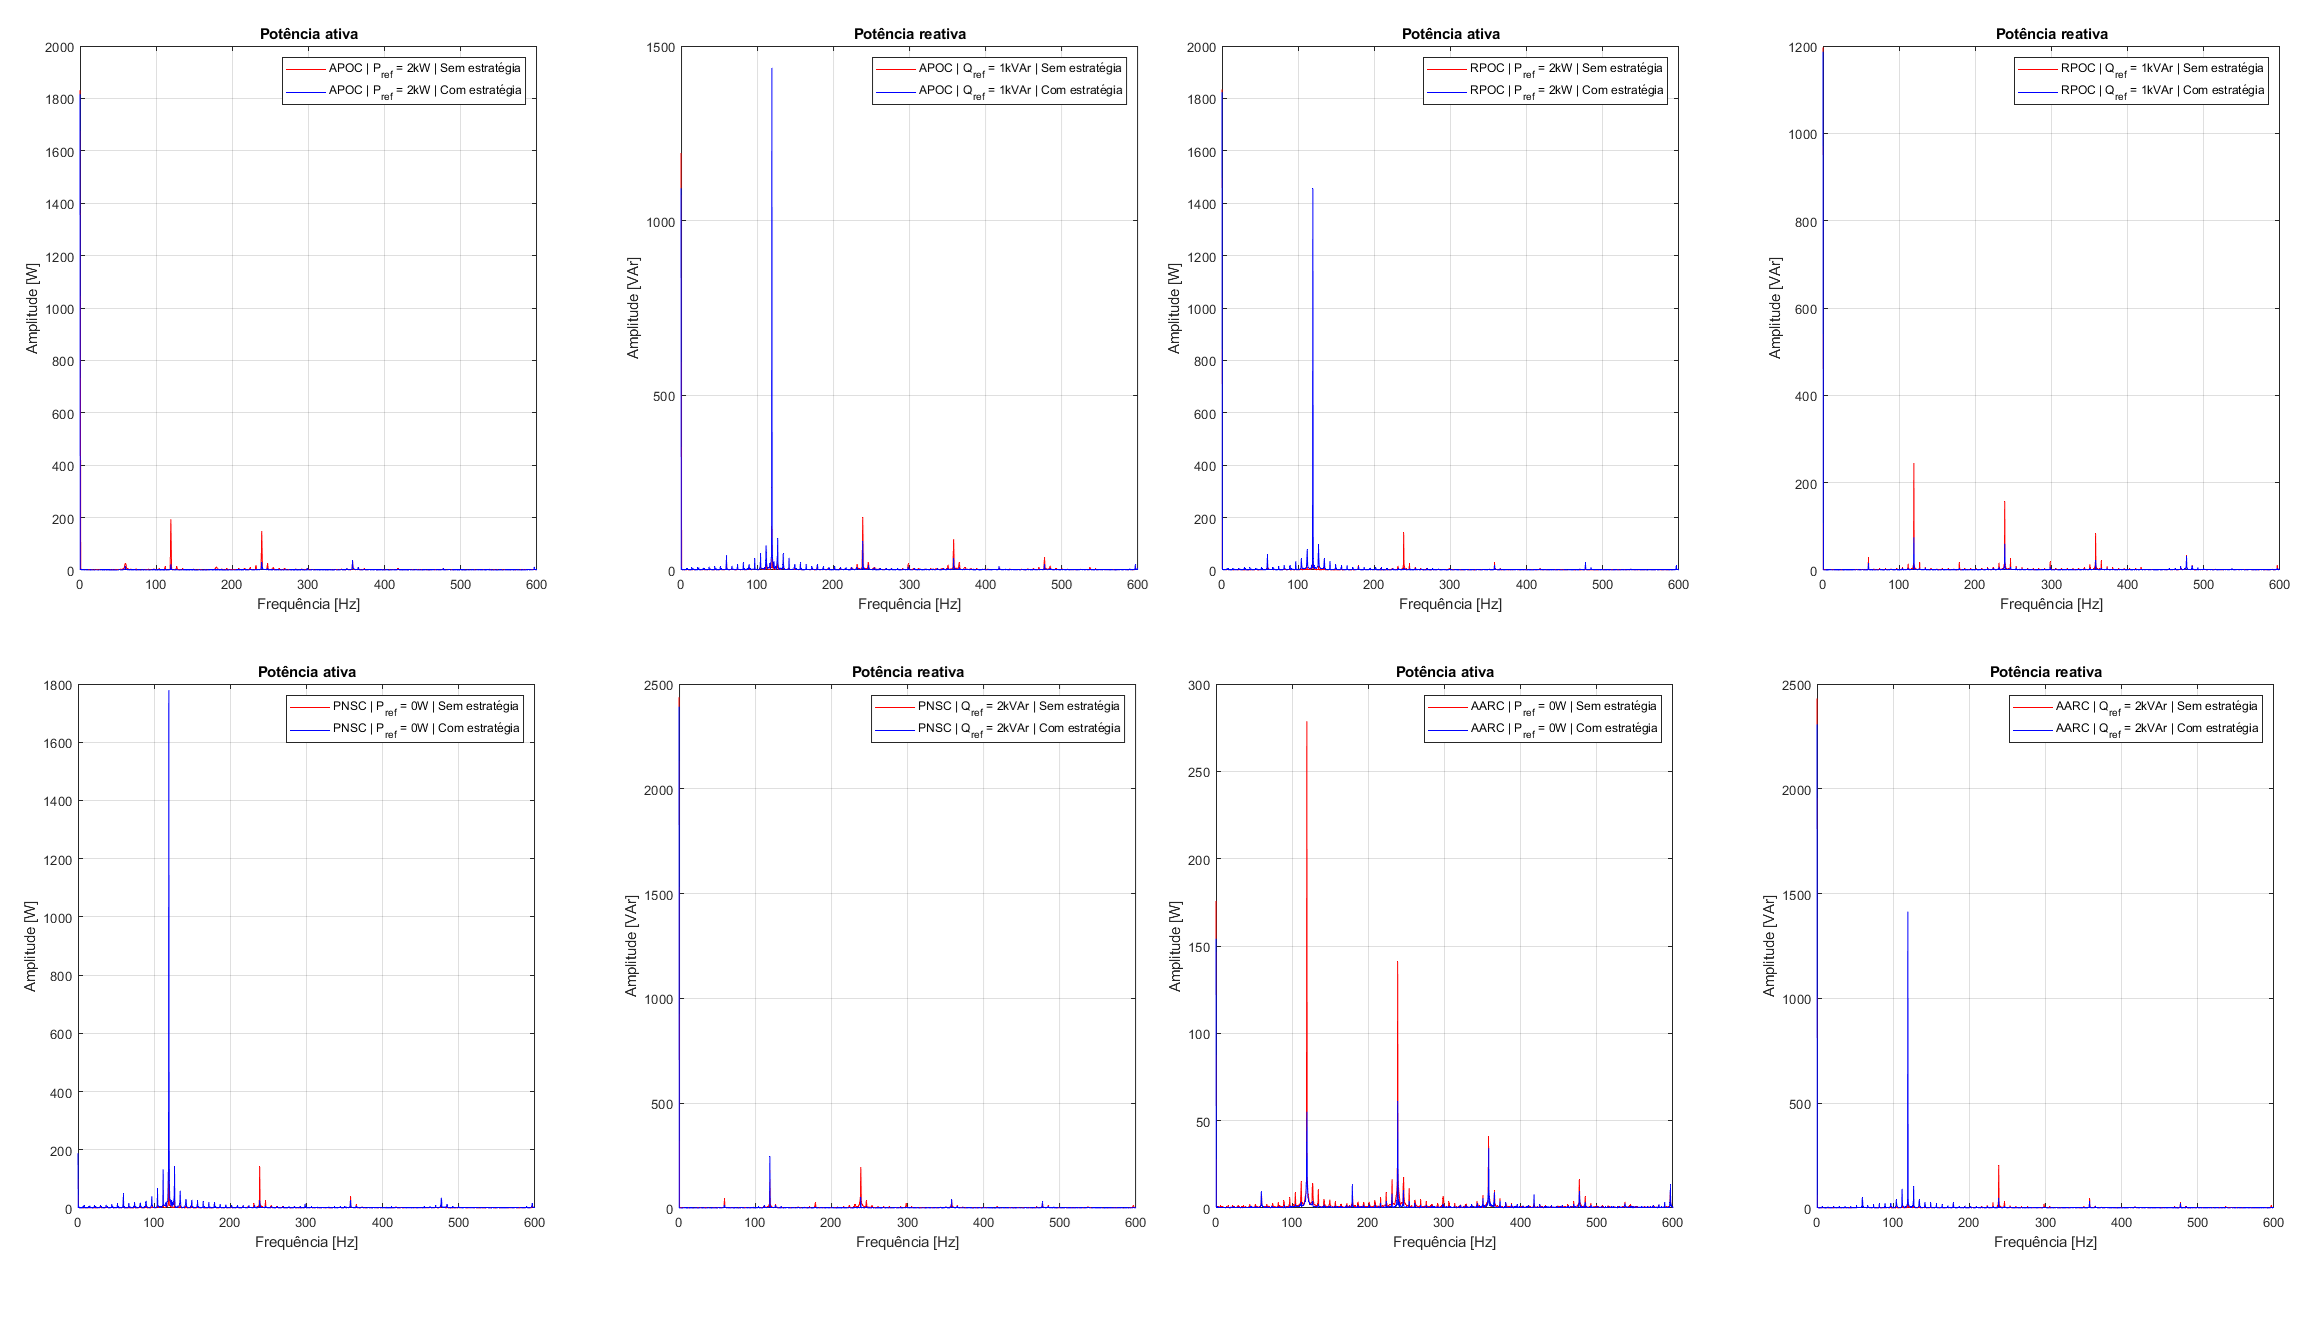 Potência ativa
APOC | Pref = 2kW | Sem estratégia
APOC | Pref = 2kW | Com estratégia
Amplitude [W]
2000
1800
1600
1400
1200
1000
800
600
400
200
0
0 100 200 300 400 500 600
Frequência [Hz]
Potência reativa
APOC | Qref = 1kVAr | Sem estratégia
APOC | Qref = 1kVAr | Com estratégia
Amplitude [VAr]
1500
1000
500
0
0 100 200 300 400 500 600
Frequência [Hz]
Potência ativa
RPOC | Pref = 2kW | Sem estratégia
RPOC | Pref = 2kW | Com estratégia
Amplitude [W]
2000
1800
1600
1400
1200
1000
800
600
400
200
0
0 100 200 300 400 500 600
Frequência [Hz]
Potência reativa
RPOC | Qref = 1kVAr | Sem estratégia
RPOC | Qref = 1kVAr | Com estratégia
Amplitude [VAr]
1200
1000
800
600
400
200
0
0 100 200 300 400 500 600
Frequência [Hz]
Potência ativa
PNSC | Pref = 0W | Sem estratégia
PNSC | Pref = 0W | Com estratégia
Amplitude [W]
1800
1600
1400
1200
1000
800
600
400
200
0
0 100 200 300 400 500 600
Frequência [Hz]
Potência reativa
PNSC | Qref = 2kVAr | Sem estratégia
PNSC | Qref = 2kVAr | Com estratégia
Amplitude [VAr]
2500
2000
1500
1000
500
0
0 100 200 300 400 500 600
Frequência [Hz]
Potência ativa
AARC | Pref = 0W | Sem estratégia
AARC | Pref = 0W | Com estratégia
Amplitude [W]
300
250
200
150
100
50
0
0 100 200 300 400 500 600
Frequência [Hz]
Potência reativa
AARC | Qref = 2kVAr | Sem estratégia
AARC | Qref = 2kVAr | Com estratégia
Amplitude [VAr]
2500
2000
1500
1000
500
0
0 100 200 300 400 500 600
Frequência [Hz]